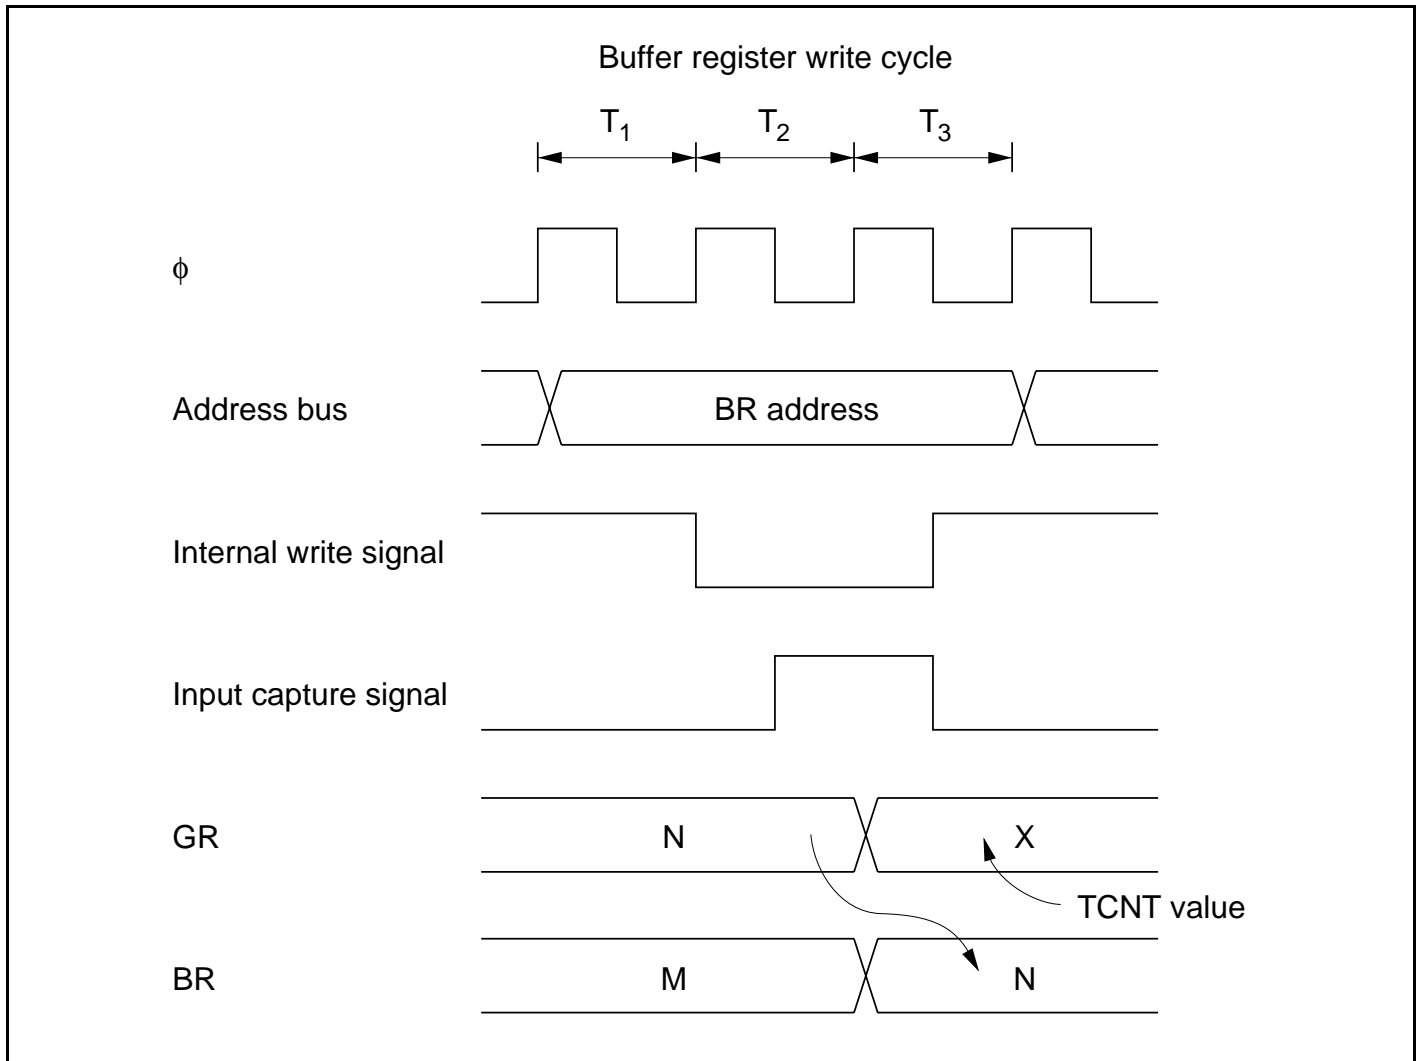 Buffer register write cycle
T1 T2 T3
ϕ
Address bus BR address
Internal write signal
Input capture signal
GR N X
TCNT value
BR M N